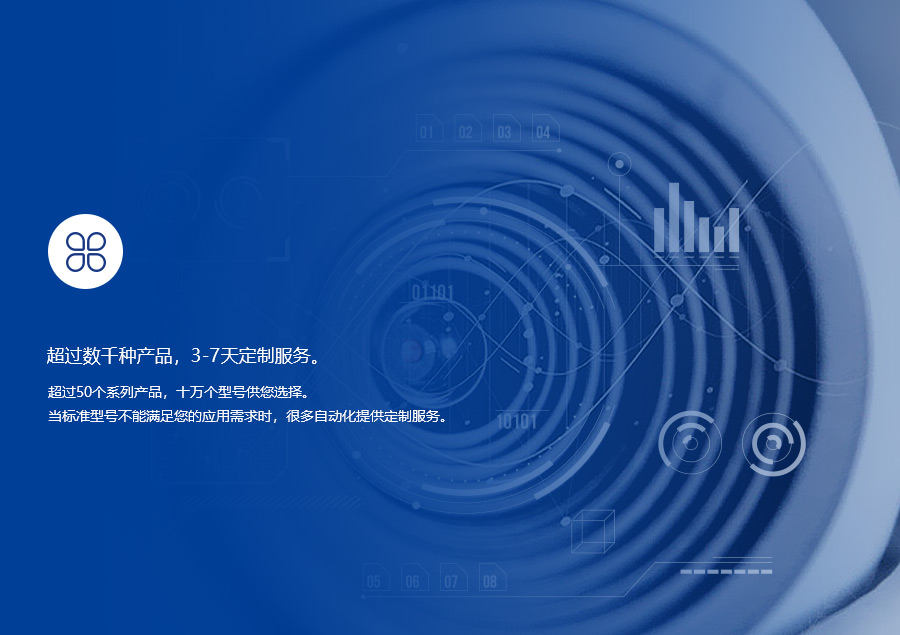 01 02 03 04
01101
超过数千种产品，3-7天定制服务。
超过50个系列产品，十万个型号供您选择。
当标准型号不能满足您的应用需求时，很多自动化提供定制服务。
10101
05 06 07 08